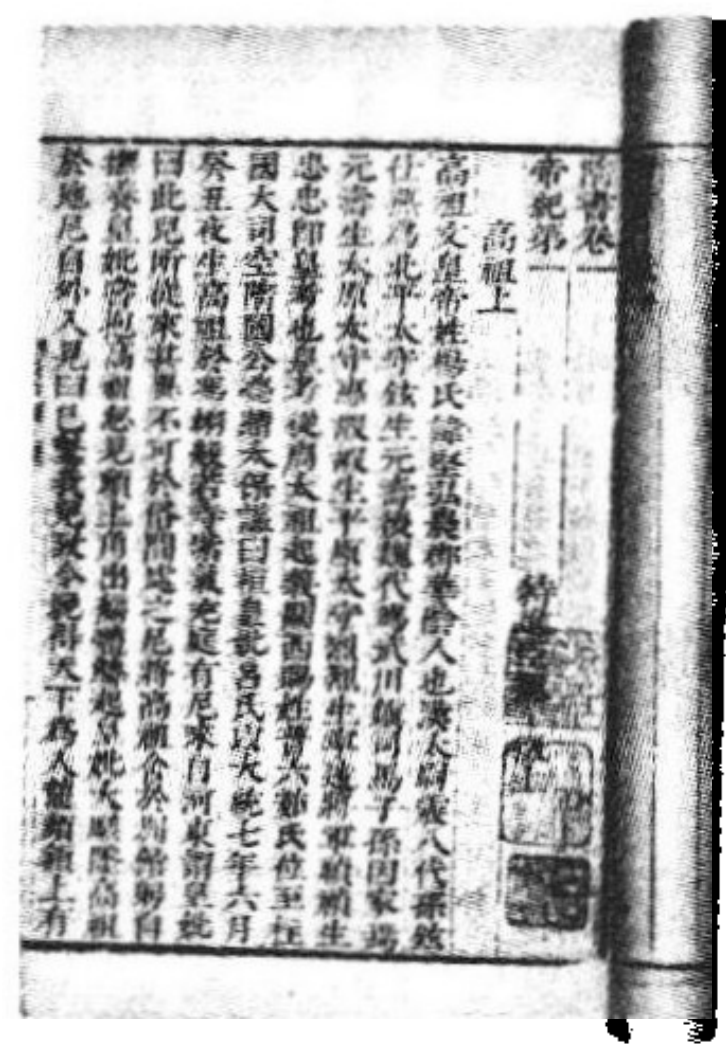 隋書卷一
帝紀第一
特進臣魏徵
高祖上
高祖文皇帝姓楊氏諱堅弘農郡華陰人也漢太尉震八代孫鉉
仕燕爲北平太守鉉生元壽後魏代爲武川鎮司馬子孫因家焉
元壽生太原太守惠嘏嘏生平原太守烈烈生寧遠將軍禎禎生
忠忠即皇考也皇考從周太祖起義關西賜姓普六茹氏位至柱
國大司空隋國公薨贈太保謚曰桓皇妣呂氏以大統七年六月
癸丑夜生高祖於馮翊般若寺紫氣充庭有尼來自河東謂皇妣
曰此兒所從來甚異不可於俗間處之尼將高祖舍於別館躬自
撫養皇妣嘗抱高祖忽見頭上角出徧體鱗起皇妣大駭墜高祖
於地尼自外入見曰已驚我兒致令晚得天下爲人龍頷額上有